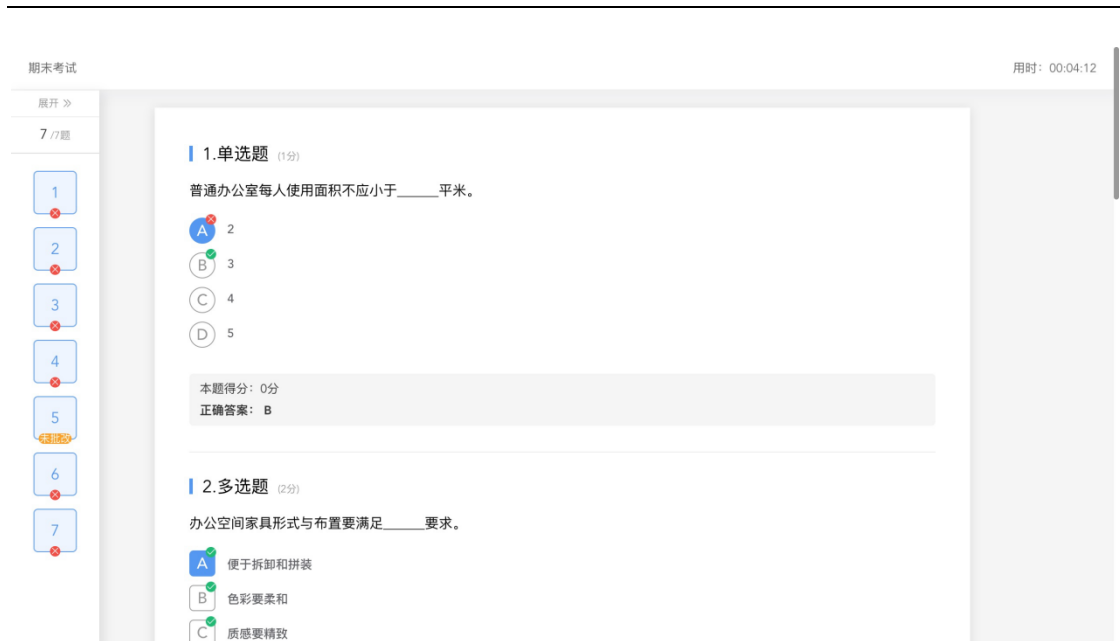 期末考试
用时：00:04:12
展开 »
7 /7题
1
2
3
4
5
未批改
6
7
1.单选题 (1分)
普通办公室每人使用面积不应小于______平米。
A 2
B 3
C 4
D 5
本题得分：0分
正确答案： B
2.多选题 (2分)
办公空间家具形式与布置要满足______要求。
A 便于拆卸和拼装
B 色彩要柔和
C 质感要精致